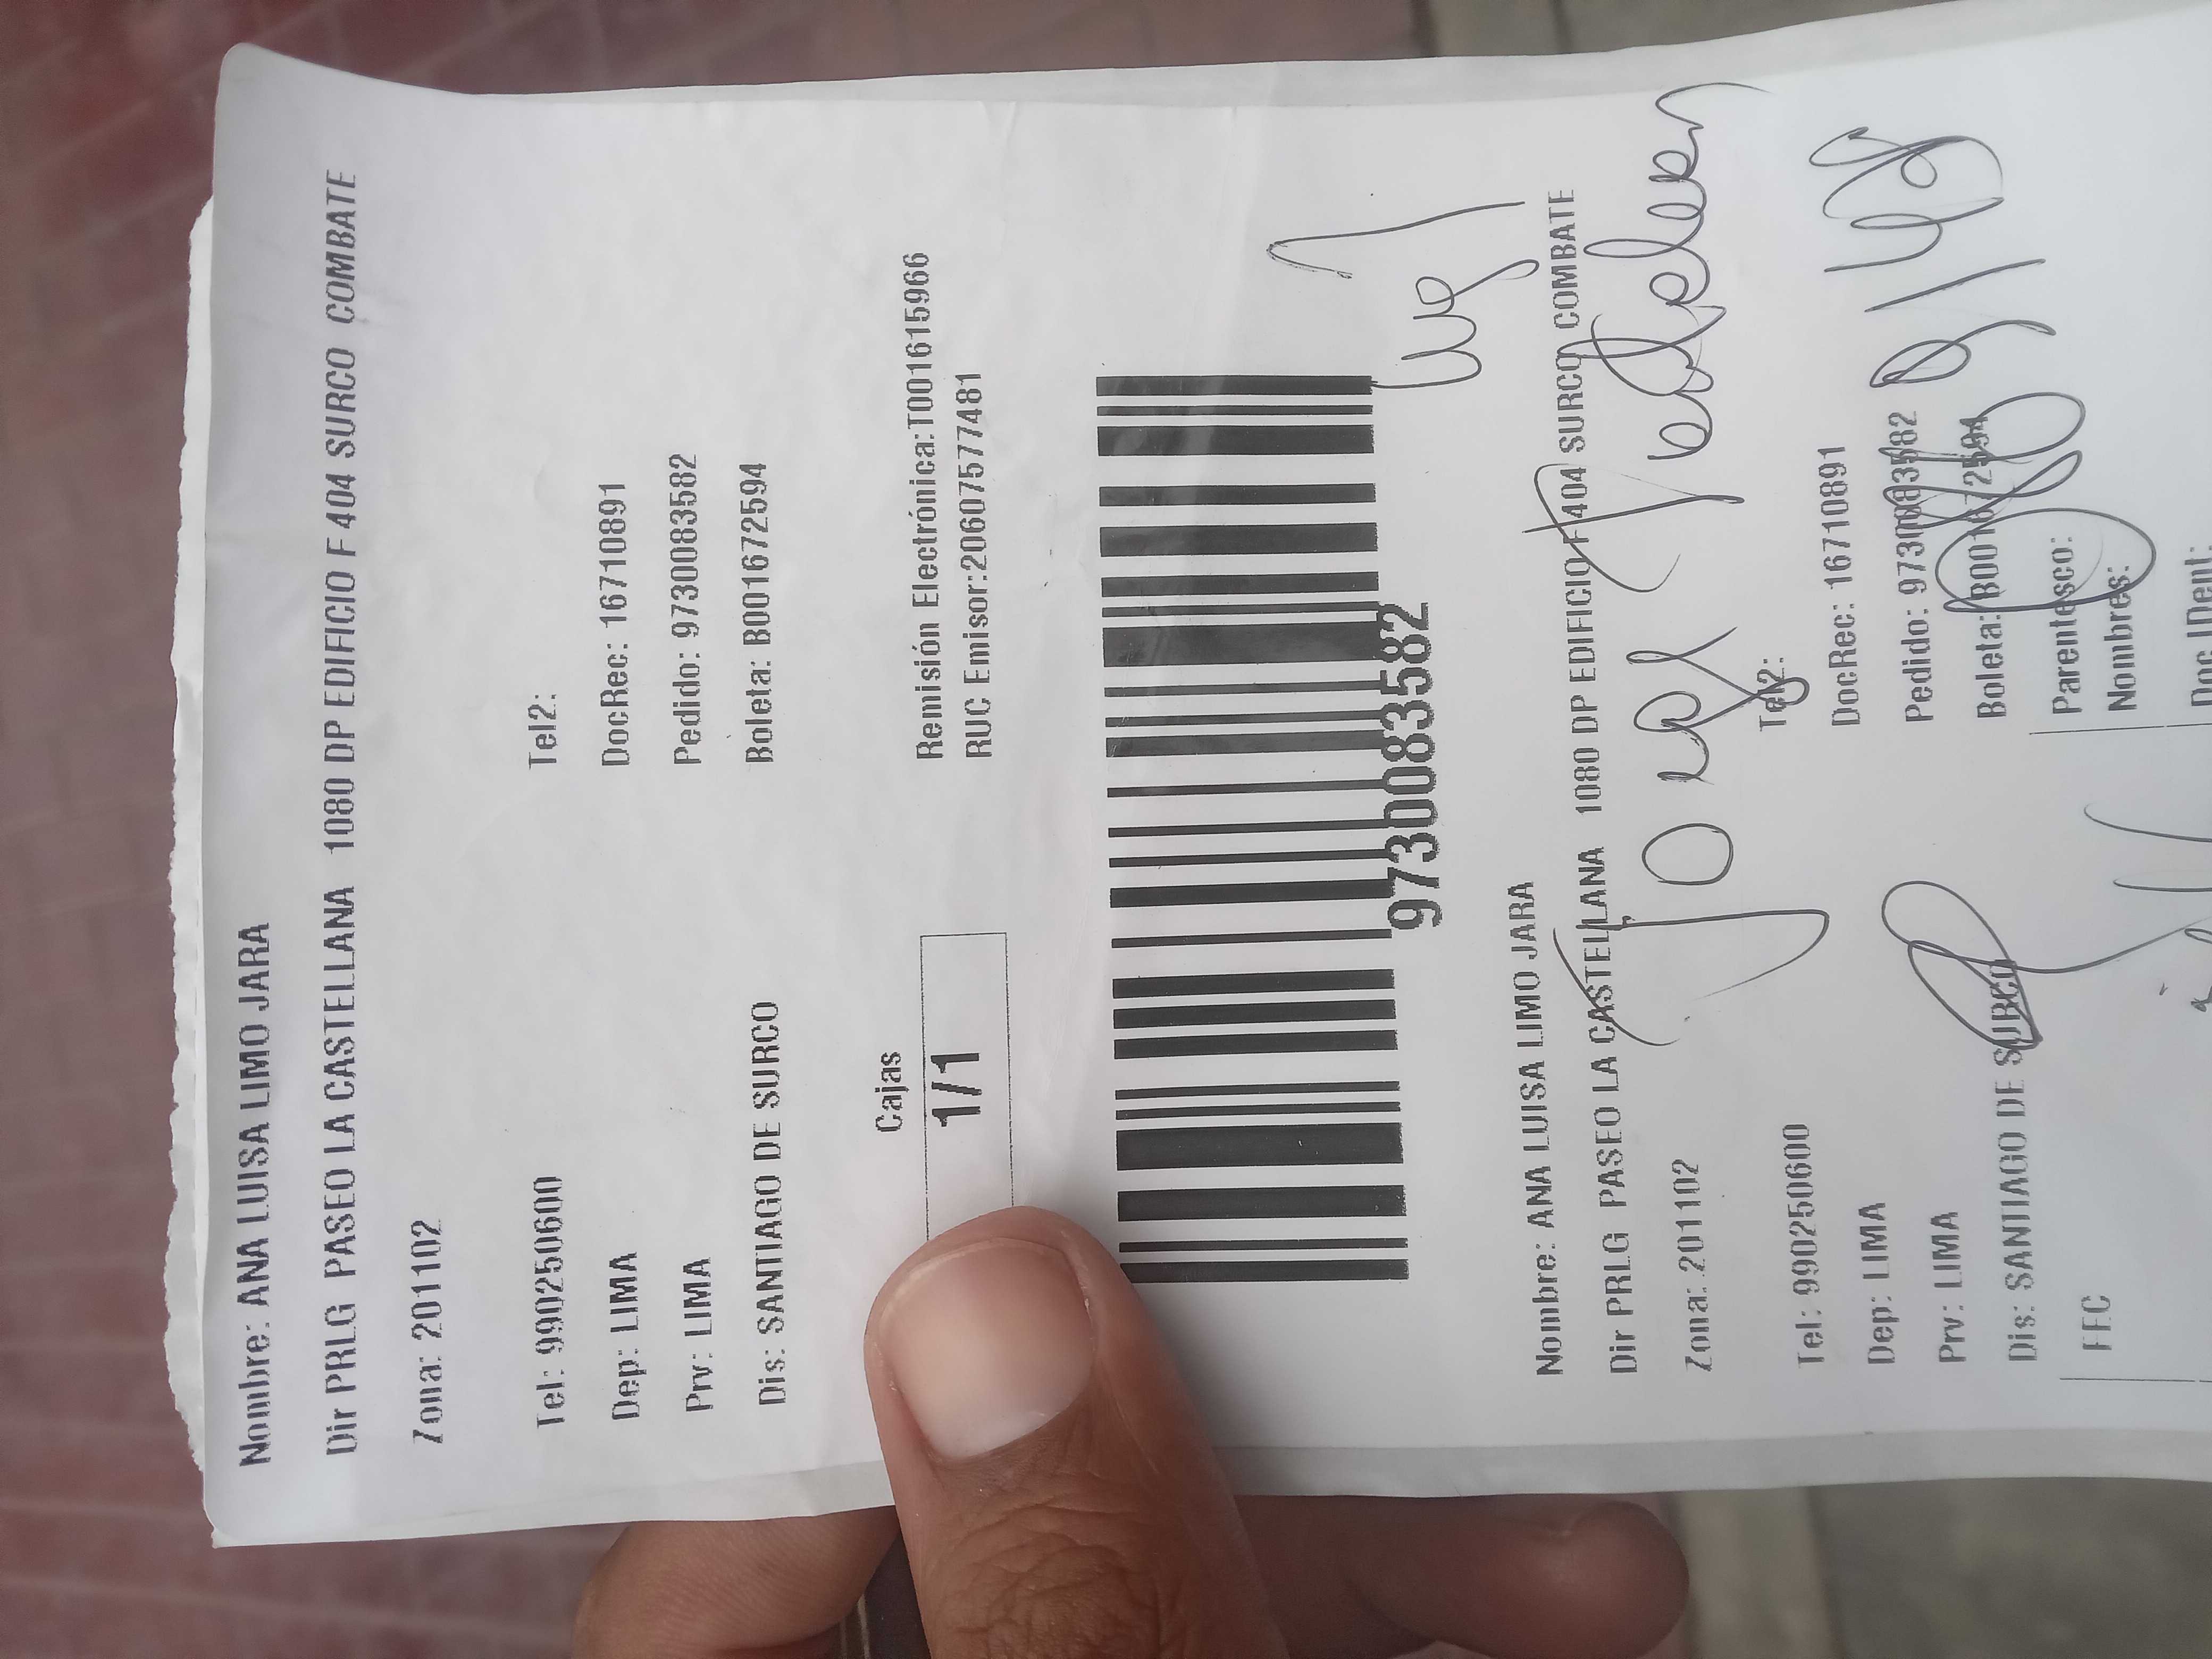 Nombre: ANA LUISA LIMO JARA
Dir PRLG PASEO LA CASTELLANA 1080 DP EDIFICIO F 404 SURCO COMBATE
Zona: 201102
Tel: 990250600 Tel2:
Dep: LIMA DocRec: 16710891
Prv: LIMA Pedido: 9730083582
Dis: SANTIAGO DE SURCO Boleta: B001672594
Cajas
1/1
Remisión Electrónica:T001615966
RUC Emisor:20607577481
9730083582
Nombre: ANA LUISA LIMO JARA
Dir PRLG PASEO LA CASTELLANA 1080 DP EDIFICIO F 404 SURCO COMBATE
Zona: 201102
Tel: 990250600 Tel2:
Dep: LIMA DocRec: 16710891
Prv: LIMA Pedido: 9730083582
Dis: SANTIAGO DE SURCO Boleta: B001672594
Parentesco:
FEC Nombres:
Doc IDent: